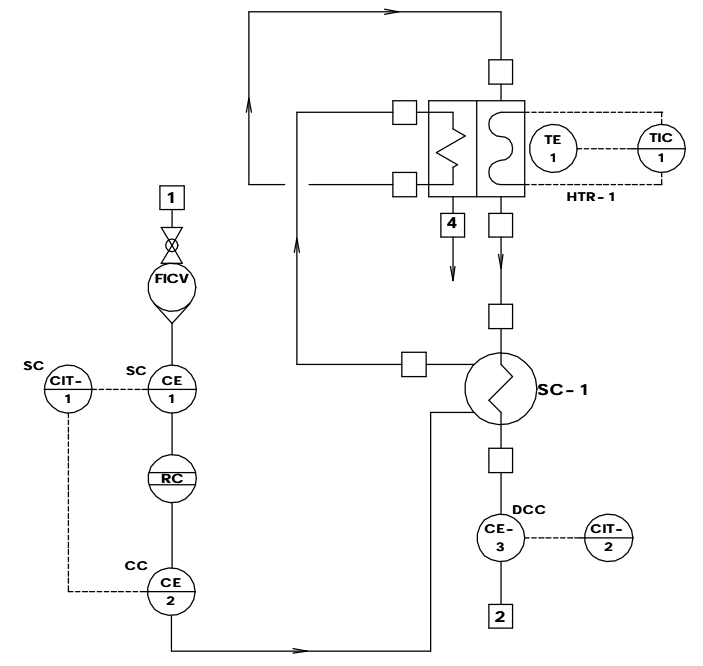 TE
1
TIC
1
HTR-1
1
4
FICV
SC
CIT-
1
SC
CE
1
SC-1
RC
DCC
CE-
3
CIT-
2
CC
CE
2
2